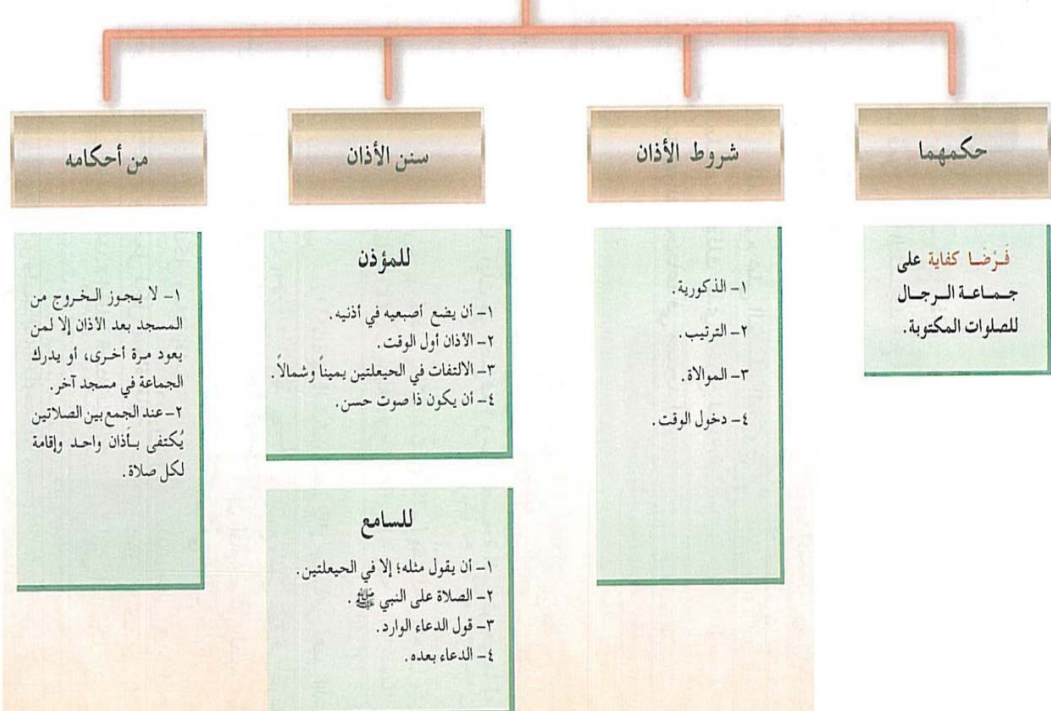 حكمهما
فَرْضَا كفاية على
جماعة الرجال
للصلوات المكتوبة.
شروط الأذان
١- الذكورية.
٢- الترتيب.
٣- الموالاة.
٤- دخول الوقت.
سنن الأذان
للمؤذن
١- أن يضع أصبعيه في أذنيه.
٢- الأذان أول الوقت.
٣- الالتفات في الحيعلتين يميناً وشمالاً.
٤- أن يكون ذا صوت حسن.
للسامع
١- أن يقول مثله؛ إلا في الحيعلتين.
٢- الصلاة على النبي ﷺ.
٣- قول الدعاء الوارد.
٤- الدعاء بعده.
من أحكامه
١- لا يجوز الخروج من
المسجد بعد الأذان إلا لمن
يعود مرة أخرى، أو يدرك
الجماعة في مسجد آخر.
٢- عند الجمع بين الصلاتين
يُكتفى بأذان واحد وإقامة
لكل صلاة.